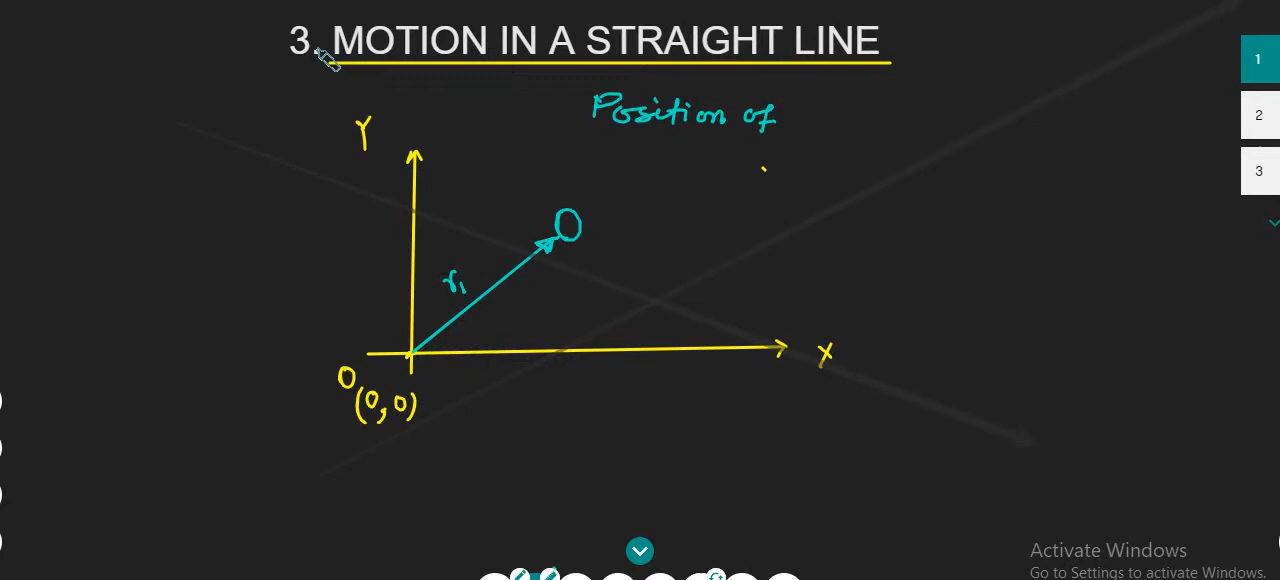 3. MOTION IN A STRAIGHT LINE
Position of
Y
r₁
X
O
(0,0)
1
2
3
Activate Windows
Go to Settings to activate Windows.